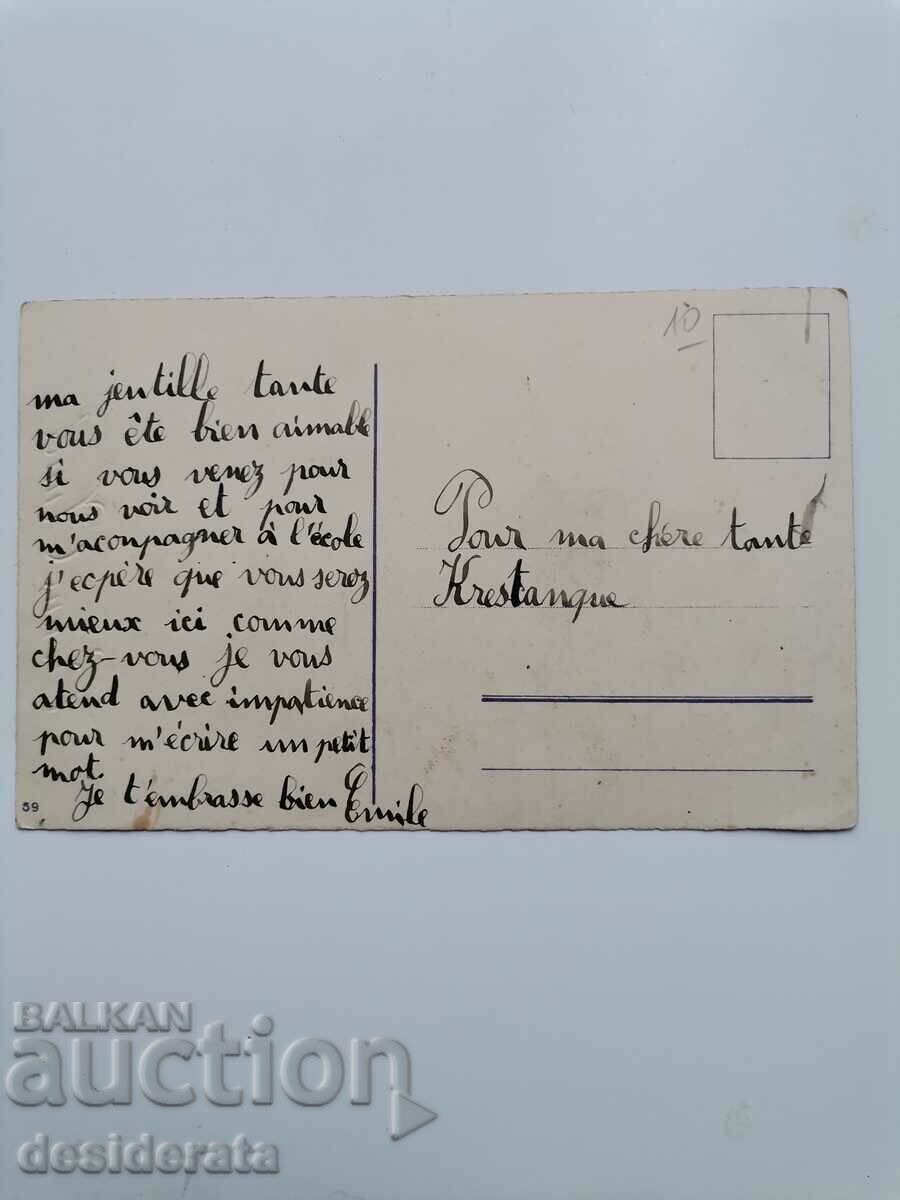 ma jentille tante
vous ête bien aimable
si vous venez pour
nous voir et pour
m'aconpagner à l'école
j'ecpère que vous serez
mieux ici comme
chez-vous je vous
atend avec impatience
pour m'écrire un petit
mot
Je t'embrasse bien Emile
59
10
Pour ma chère tante
Krestanque
BALKAN
auction
desiderata